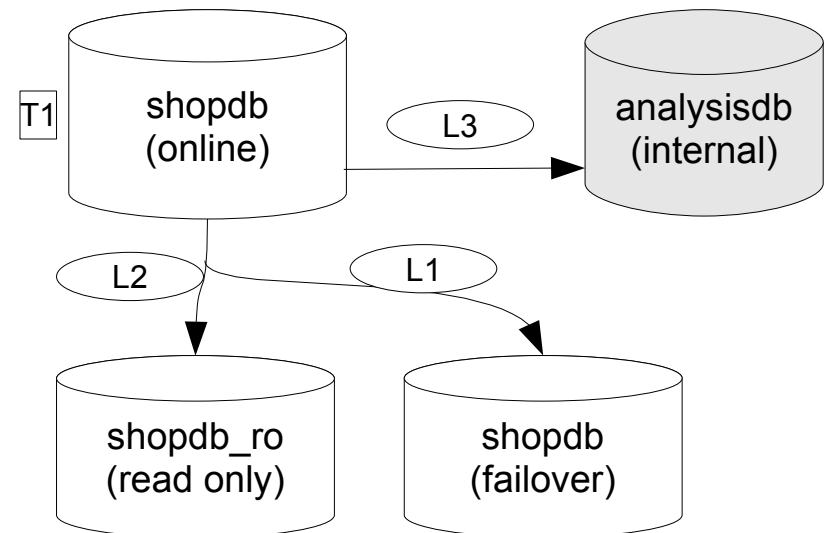 T1
shopdb
(online)
L3
analysisdb
(internal)
L2
L1
shopdb_ro
(read only)
shopdb
(failover)